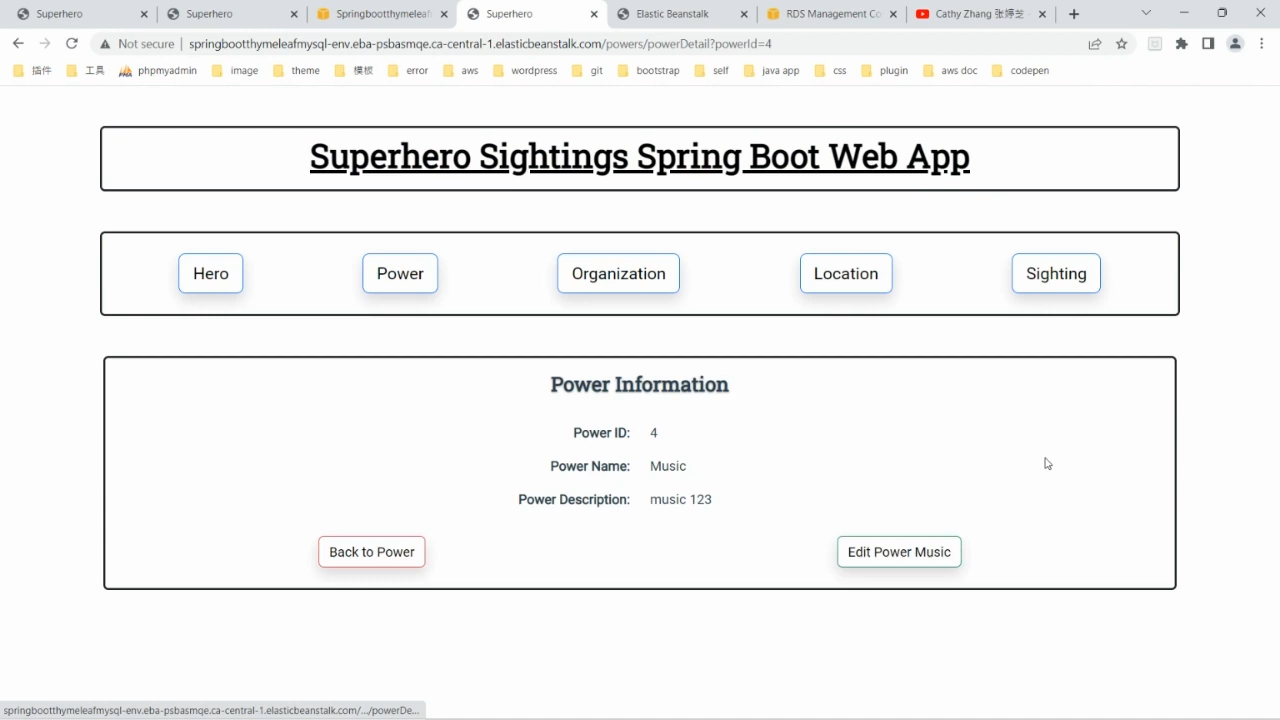 Superhero
Superhero
Springbootthymeleaf
Superhero
Elastic Beanstalk
RDS Management Co
Cathy Zhang 张婷芝 -
Not secure
springbootthymeleafmysql-env.eba-psbasmqe.ca-central-1.elasticbeanstalk.com/powers/powerDetail?powerId=4
插件
工具
phpmyadmin
image
theme
模板
error
aws
wordpress
git
bootstrap
self
java app
css
plugin
aws doc
codepen
Superhero Sightings Spring Boot Web App
Hero
Power
Organization
Location
Sighting
Power Information
Power ID: 4
Power Name: Music
Power Description: music 123
Back to Power
Edit Power Music
springbootthymeleafmysql-env.eba-psbasmqe.ca-central-1.elasticbeanstalk.com/.../powerDe...